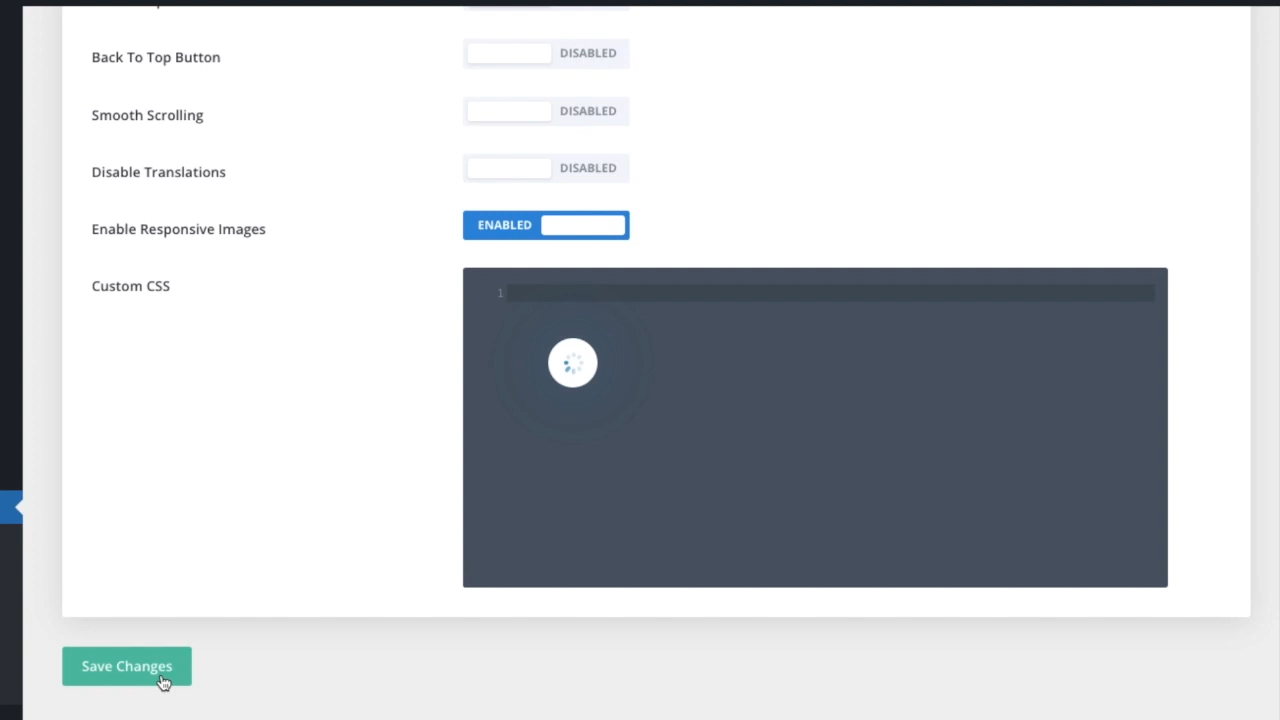 Back To Top Button DISABLED
Smooth Scrolling DISABLED
Disable Translations DISABLED
Enable Responsive Images ENABLED
Custom CSS
1
Save Changes